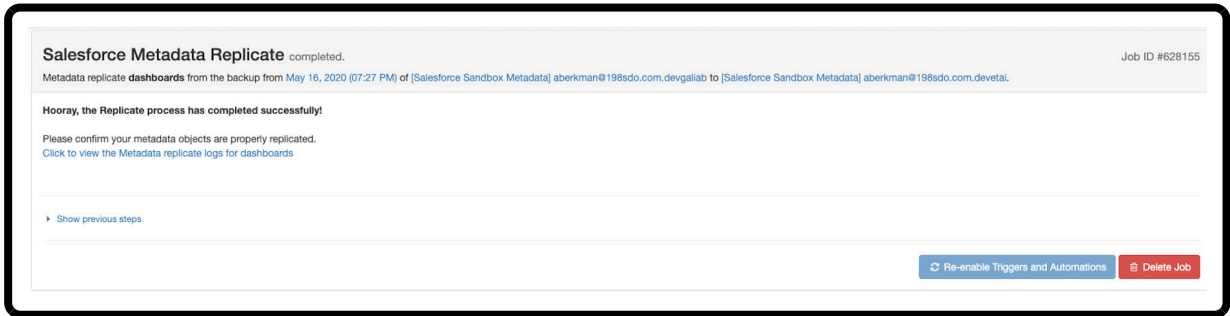 Salesforce Metadata Replicate completed. Job ID #628155
Metadata replicate dashboards from the backup from May 16, 2020 (07:27 PM) of [Salesforce Sandbox Metadata] aberkman@198sdo.com.devgaliab to [Salesforce Sandbox Metadata] aberkman@198sdo.com.devetai.
Hooray, the Replicate process has completed successfully!
Please confirm your metadata objects are properly replicated.
Click to view the Metadata replicate logs for dashboards
Show previous steps
Re-enable Triggers and Automations Delete Job